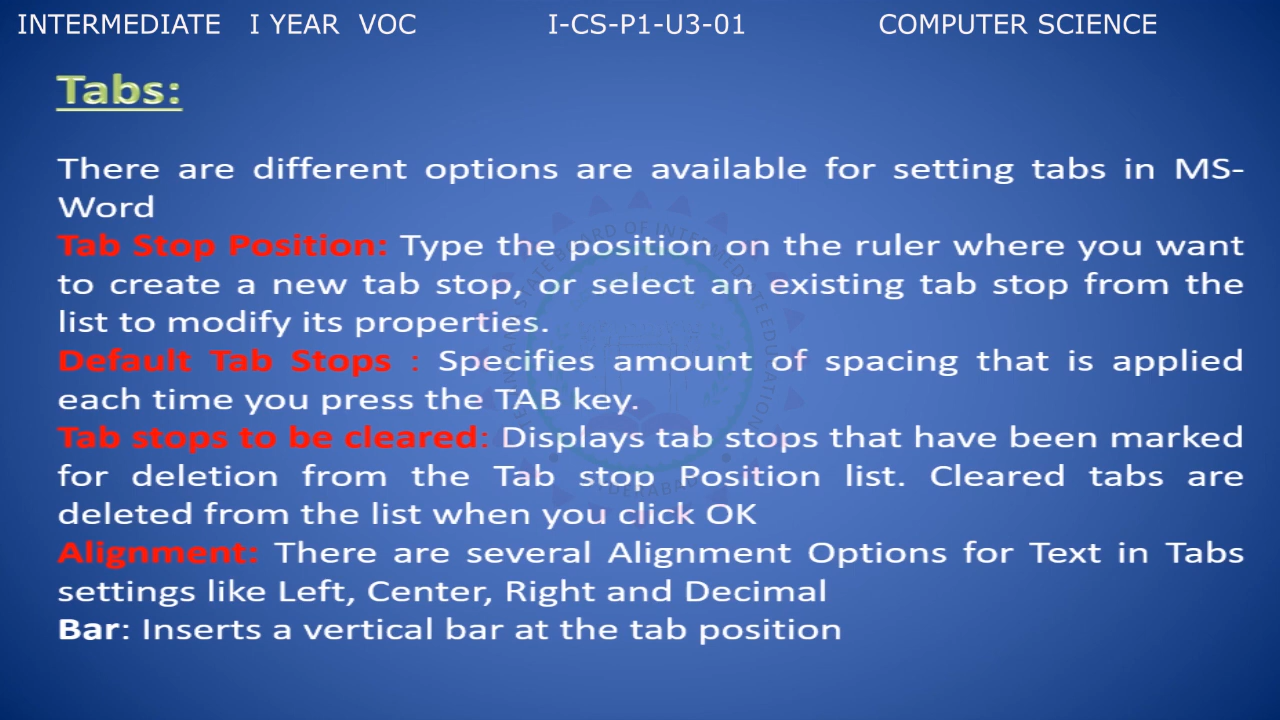 INTERMEDIATE I YEAR VOC I-CS-P1-U3-01 COMPUTER SCIENCE
Tabs:
There are different options are available for setting tabs in MS-
Word
Tab Stop Position: Type the position on the ruler where you want
to create a new tab stop, or select an existing tab stop from the
list to modify its properties.
Default Tab Stops : Specifies amount of spacing that is applied
each time you press the TAB key.
Tab stops to be cleared: Displays tab stops that have been marked
for deletion from the Tab stop Position list. Cleared tabs are
deleted from the list when you click OK
Alignment: There are several Alignment Options for Text in Tabs
settings like Left, Center, Right and Decimal
Bar: Inserts a vertical bar at the tab position
STATE BOARD OF INTERMEDIATE EDUCATION